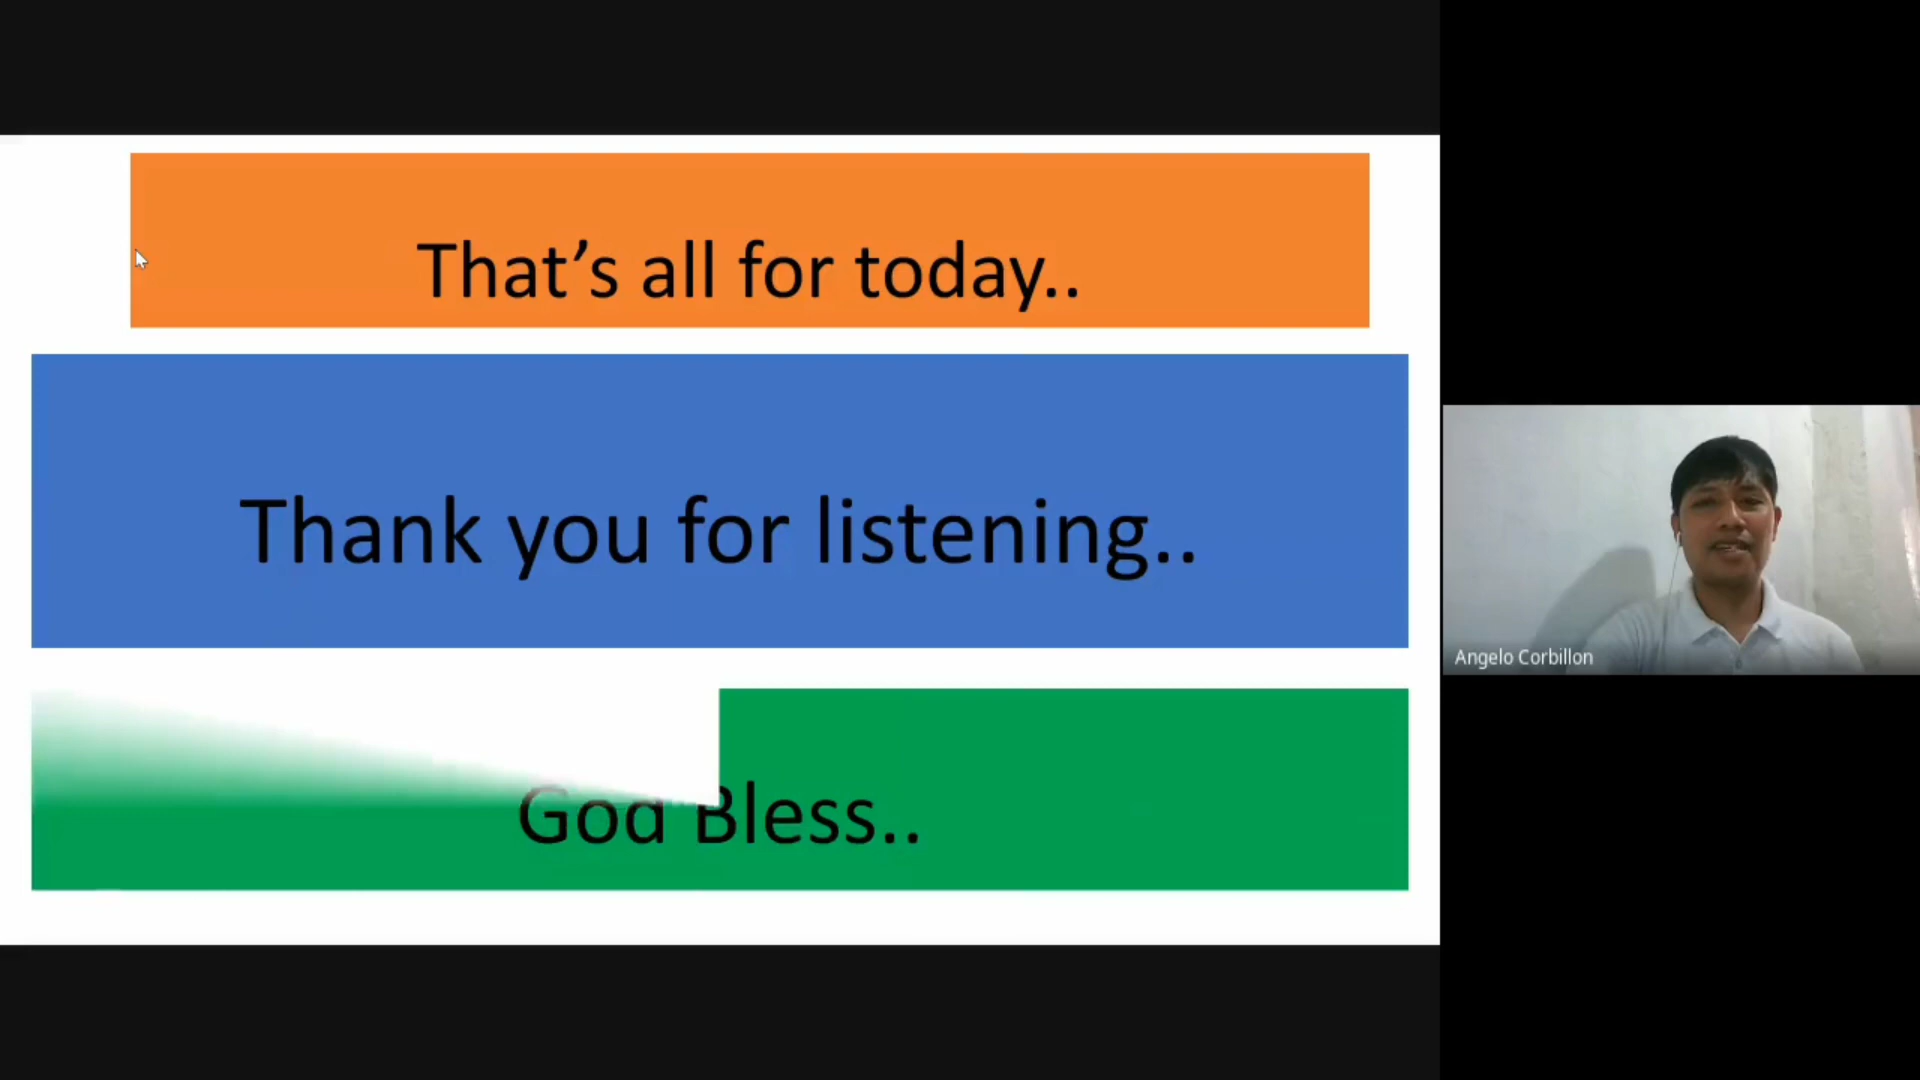 That’s all for today..
Thank you for listening..
God Bless..
Angelo Corbillon